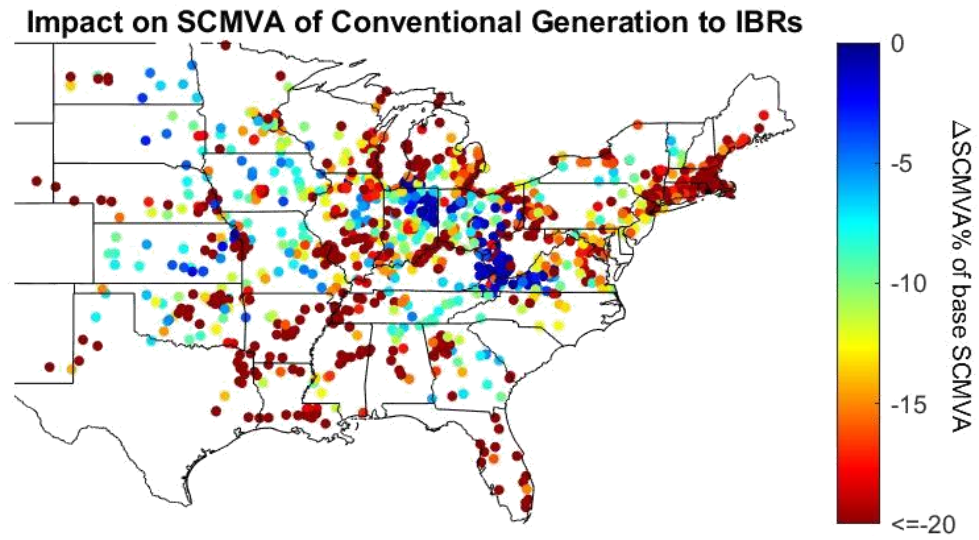 Impact on SCMVA of Conventional Generation to IBRs
0
-5
-10
-15
<=-20
ΔSCMVA% of base SCMVA